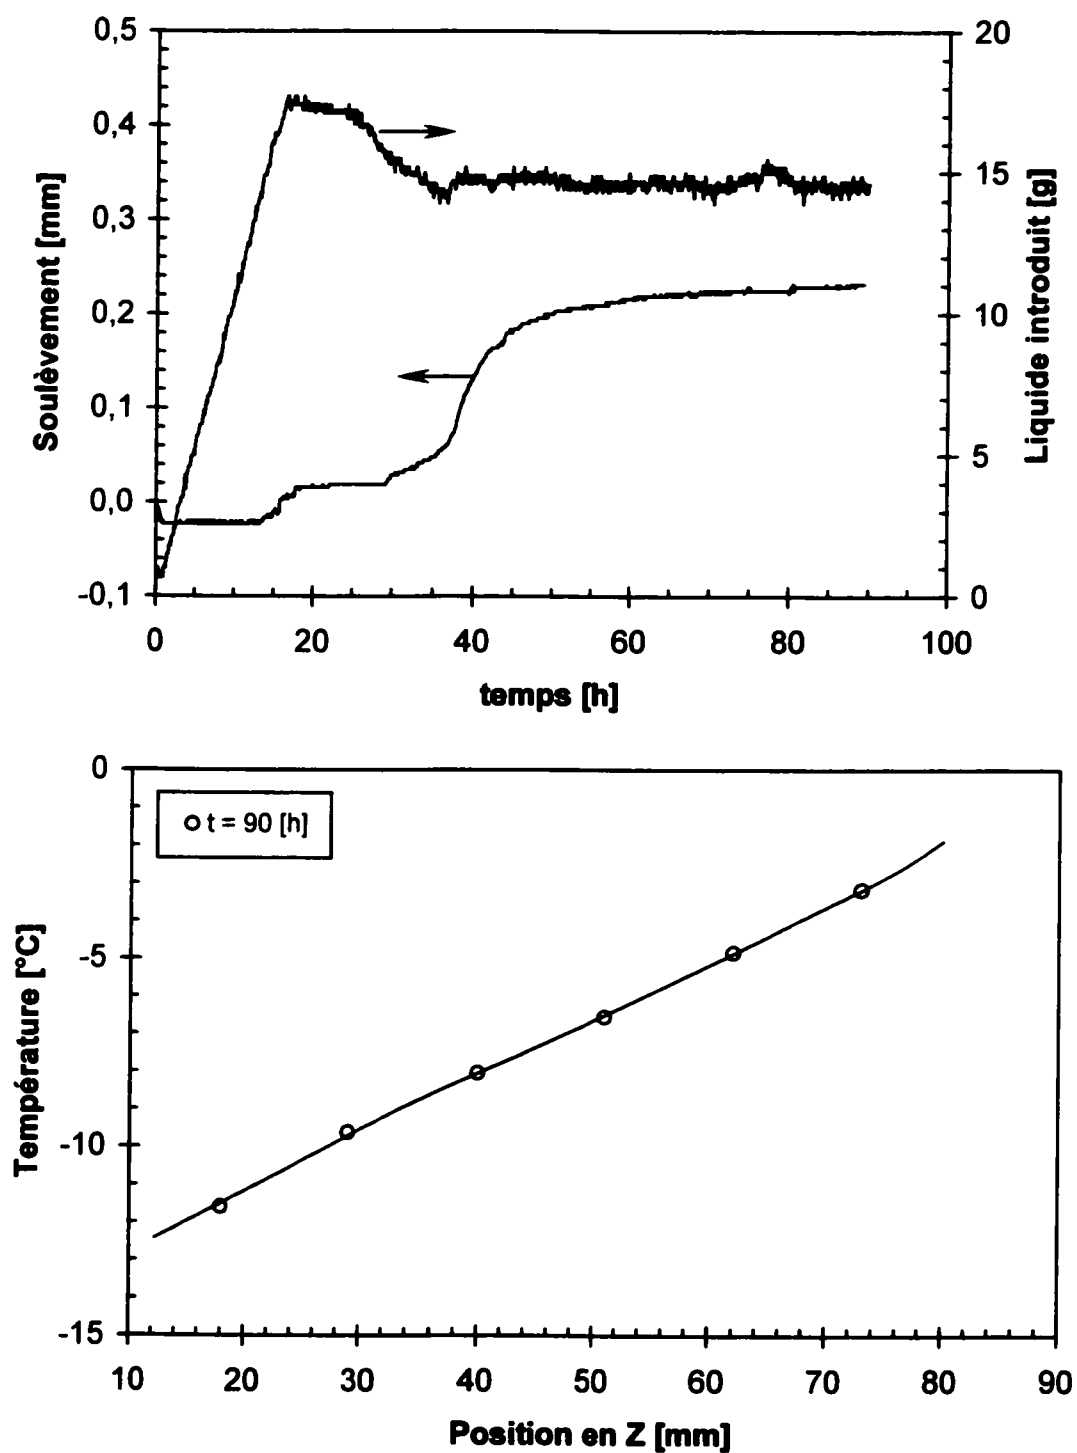 0,5
0,4
0,3
0,2
0,1
0,0
-0,1
Soulèvement [mm]
20
15
10
5
0
Liquide introduit [g]
0 20 40 60 80 100
temps [h]
0
-5
-10
-15
Température [°C]
t = 90 [h]
10 20 30 40 50 60 70 80 90
Position en Z [mm]